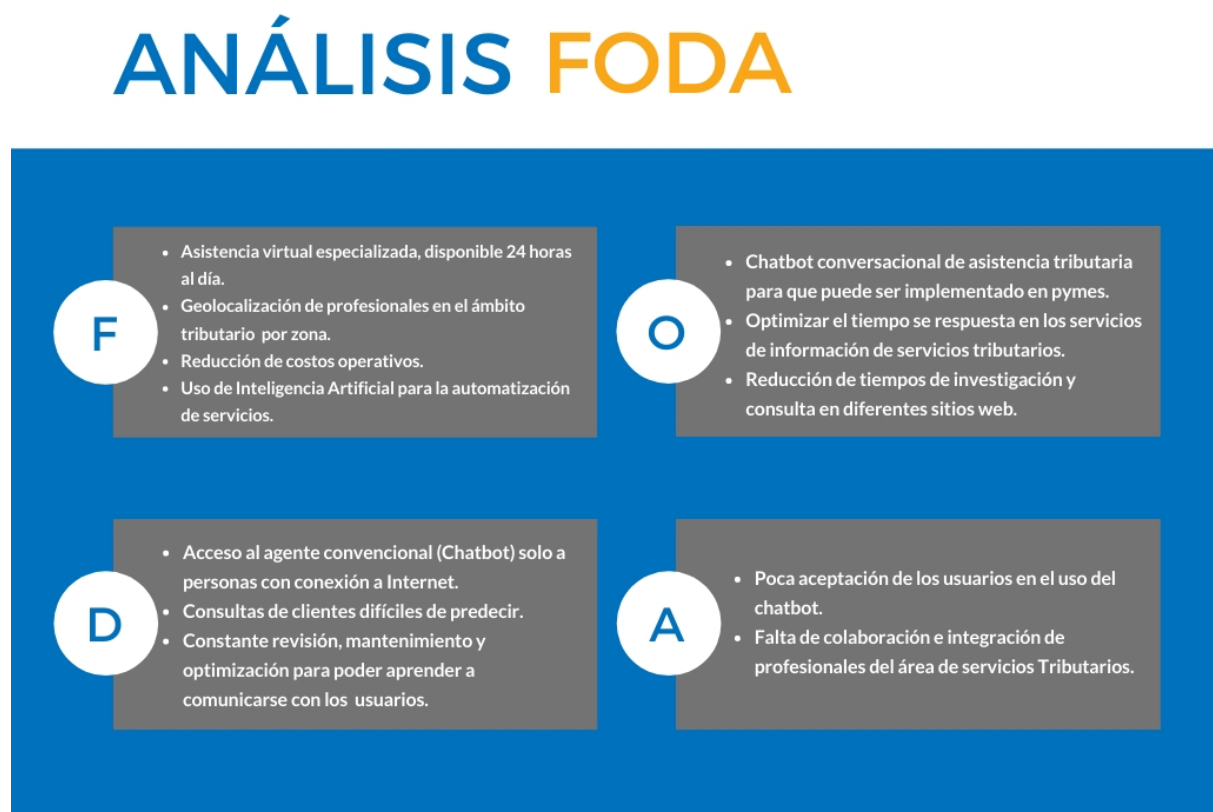 ANÁLISIS FODA
F
• Asistencia virtual especializada, disponible 24 horas
al día.
• Geolocalización de profesionales en el ámbito
tributario por zona.
• Reducción de costos operativos.
• Uso de Inteligencia Artificial para la automatización
de servicios.
O
• Chatbot conversacional de asistencia tributaria
para que puede ser implementado en pymes.
• Optimizar el tiempo se respuesta en los servicios
de información de servicios tributarios.
• Reducción de tiempos de investigación y
consulta en diferentes sitios web.
D
• Acceso al agente convencional (Chatbot) solo a
personas con conexión a Internet.
• Consultas de clientes difíciles de predecir.
• Constante revisión, mantenimiento y
optimización para poder aprender a
comunicarse con los usuarios.
A
• Poca aceptación de los usuarios en el uso del
chatbot.
• Falta de colaboración e integración de
profesionales del área de servicios Tributarios.